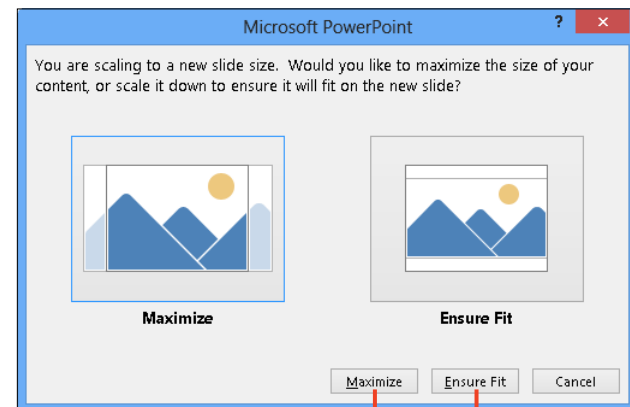 Microsoft PowerPoint ? ×
You are scaling to a new slide size. Would you like to maximize the size of your
content, or scale it down to ensure it will fit on the new slide?
Maximize Ensure Fit
Maximize Ensure Fit Cancel